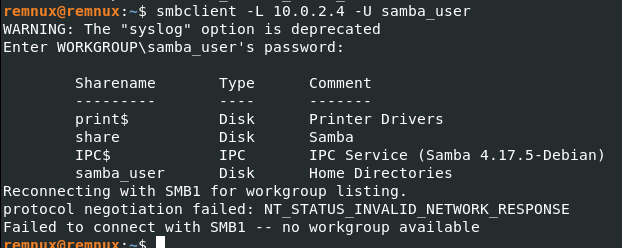 remnux@remnux:~$ smbclient -L 10.0.2.4 -U samba_user
WARNING: The "syslog" option is deprecated
Enter WORKGROUP\samba_user's password:
Sharename Type Comment
--------- ---- -------
print$ Disk Printer Drivers
share Disk Samba
IPC$ IPC IPC Service (Samba 4.17.5-Debian)
samba_user Disk Home Directories
Reconnecting with SMB1 for workgroup listing.
protocol negotiation failed: NT_STATUS_INVALID_NETWORK_RESPONSE
Failed to connect with SMB1 -- no workgroup available
remnux@remnux:~$